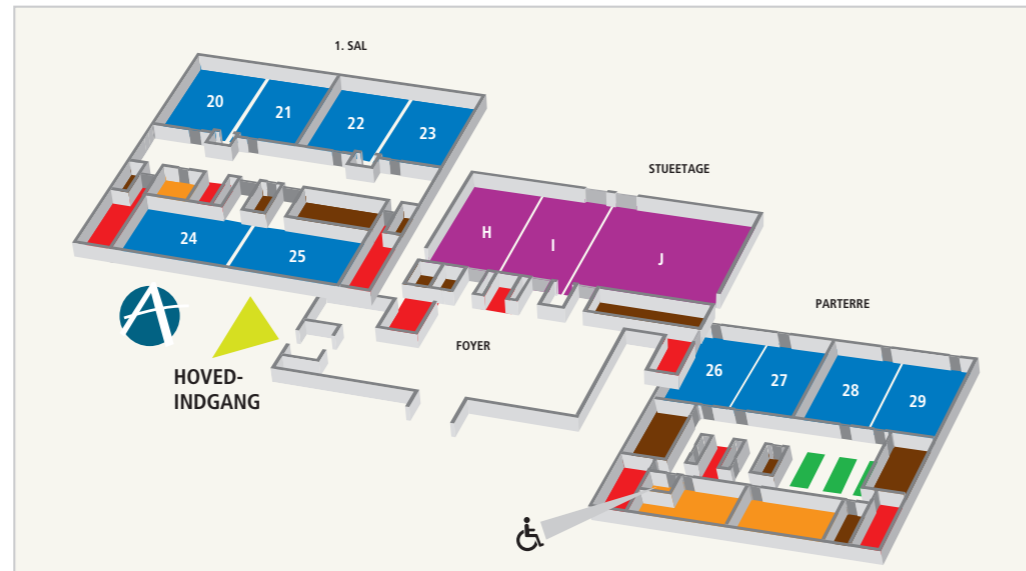 1. SAL
20
21
22
23
24
25
STUEETAGE
H
I
J
PARTERRE
26
27
28
29
FOYER
HOVED-
INDGANG